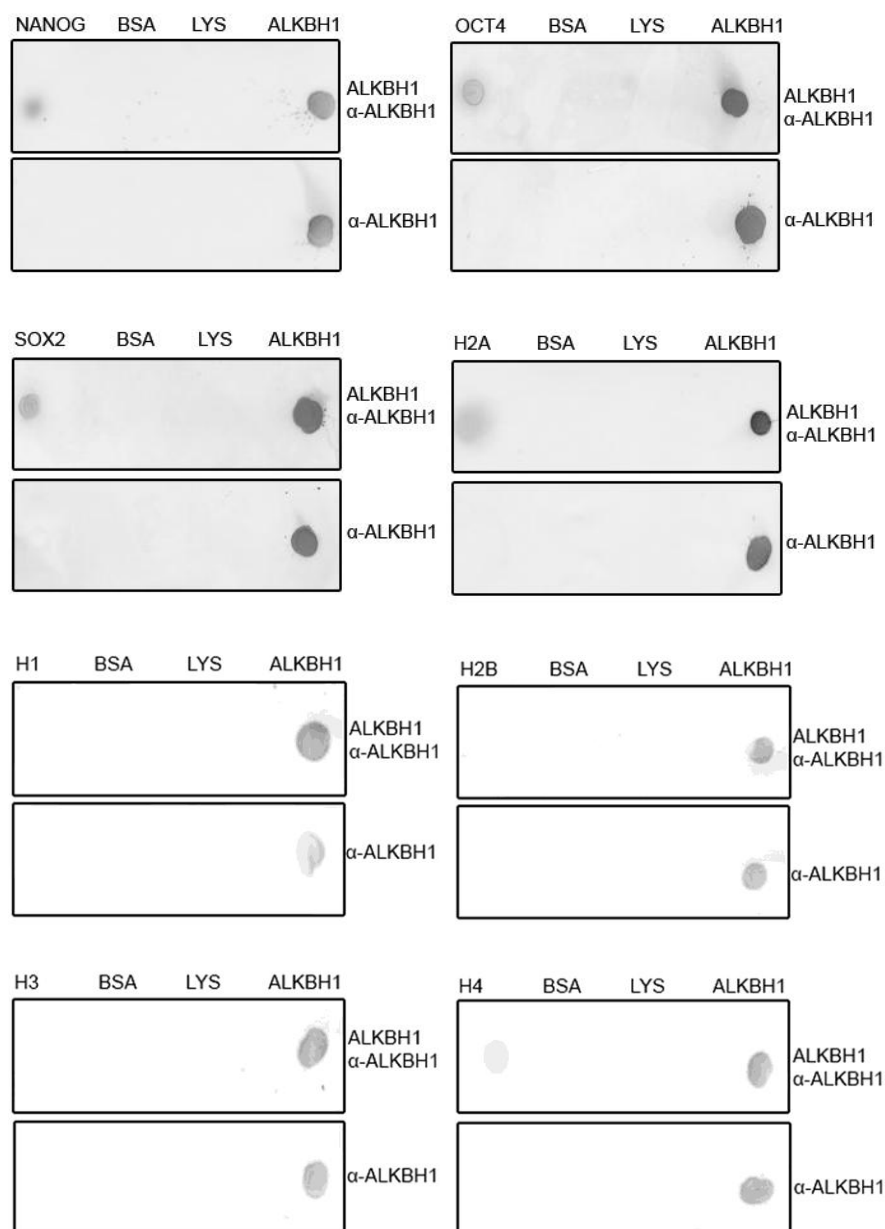 NANOG BSA LYS ALKBH1
ALKBH1
α-ALKBH1
α-ALKBH1
OCT4 BSA LYS ALKBH1
ALKBH1
α-ALKBH1
α-ALKBH1
SOX2 BSA LYS ALKBH1
ALKBH1
α-ALKBH1
α-ALKBH1
H2A BSA LYS ALKBH1
ALKBH1
α-ALKBH1
α-ALKBH1
H1 BSA LYS ALKBH1
ALKBH1
α-ALKBH1
α-ALKBH1
H2B BSA LYS ALKBH1
ALKBH1
α-ALKBH1
α-ALKBH1
H3 BSA LYS ALKBH1
ALKBH1
α-ALKBH1
α-ALKBH1
H4 BSA LYS ALKBH1
ALKBH1
α-ALKBH1
α-ALKBH1